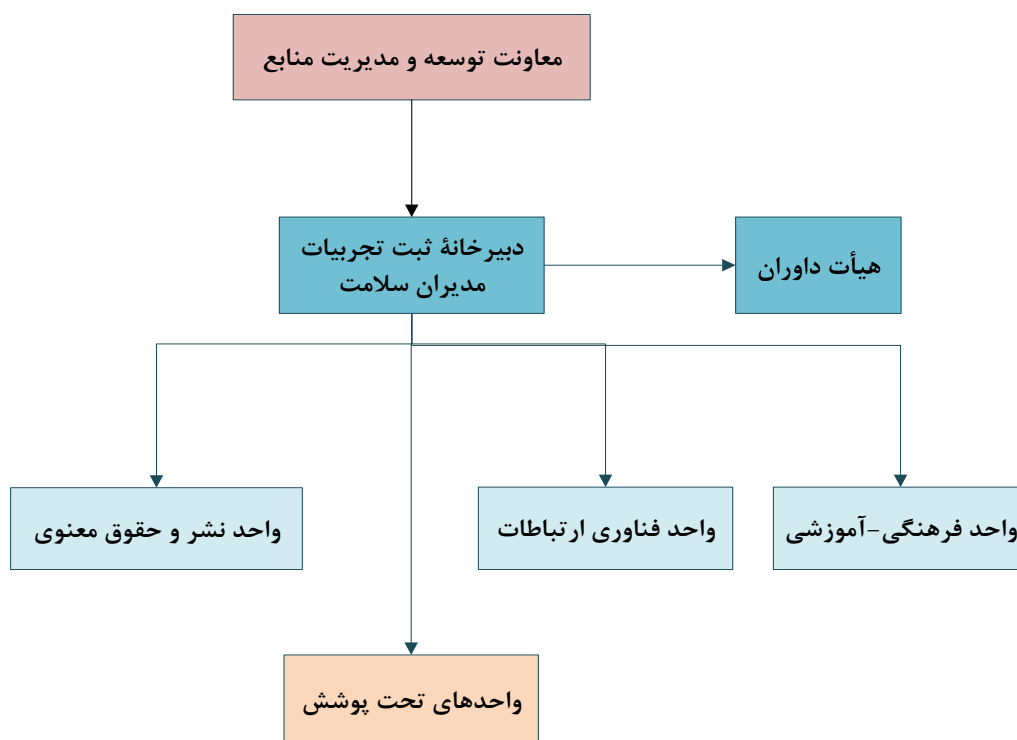 معاونت توسعه و مدیریت منابع
دبیرخانهٔ ثبت تجربیات
مدیران سلامت
هیأت داوران
واحد فرهنگی-آموزشی
واحد فناوری ارتباطات
واحد نشر و حقوق معنوی
واحدهای تحت پوشش